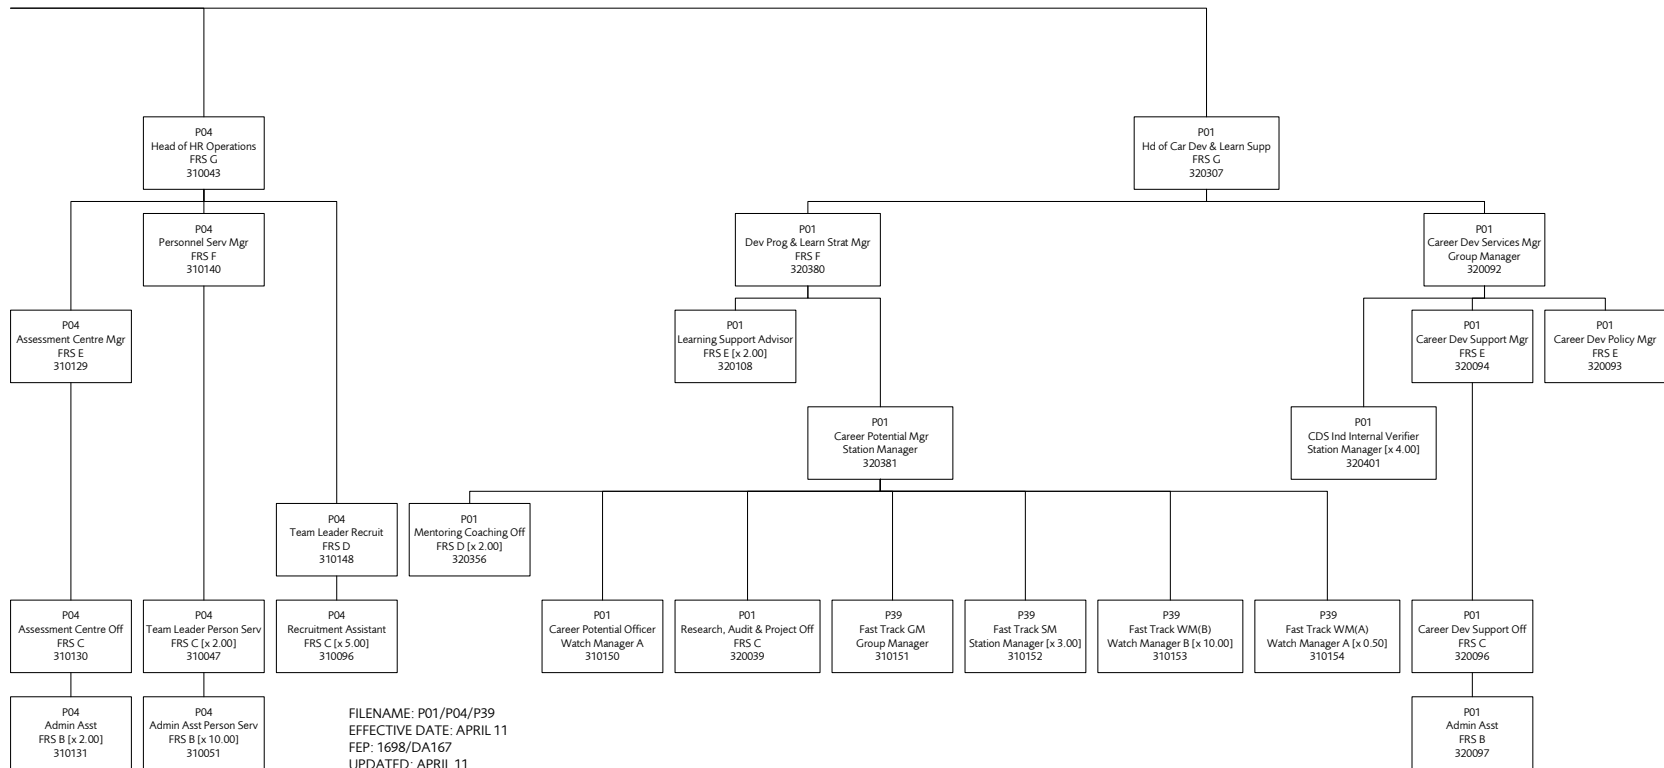 P04
Head of HR Operations
FRS G
310043
P01
Hd of Car Dev & Learn Supp
FRS G
320307
P04
Personnel Serv Mgr
FRS F
310140
P01
Dev Prog & Learn Strat Mgr
FRS F
320380
P01
Career Dev Services Mgr
Group Manager
320092
P04
Assessment Centre Mgr
FRS E
310129
P01
Learning Support Advisor
FRS E [x 2.00]
320108
P01
Career Dev Support Mgr
FRS E
320094
P01
Career Dev Policy Mgr
FRS E
320093
P01
Career Potential Mgr
Station Manager
320381
P01
CDS Ind Internal Verifier
Station Manager [x 4.00]
320401
P04
Team Leader Recruit
FRS D
310148
P01
Mentoring Coaching Off
FRS D [x 2.00]
320356
P04
Assessment Centre Off
FRS C
310130
P04
Team Leader Person Serv
FRS C [x 2.00]
310047
P04
Recruitment Assistant
FRS C [x 5.00]
310096
P01
Career Potential Officer
Watch Manager A
310150
P01
Research, Audit & Project Off
FRS C
320039
P39
Fast Track GM
Group Manager
310151
P39
Fast Track SM
Station Manager [x 3.00]
310152
P39
Fast Track WM(B)
Watch Manager B [x 10.00]
310153
P39
Fast Track WM(A)
Watch Manager A [x 0.50]
310154
P01
Career Dev Support Off
FRS C
320096
P04
Admin Asst
FRS B [x 2.00]
310131
P04
Admin Asst Person Serv
FRS B [x 10.00]
310051
FILENAME: P01/P04/P39
EFFECTIVE DATE: APRIL 11
FEP: 1698/DA167
UPDATED: APRIL 11
P01
Admin Asst
FRS B
320097